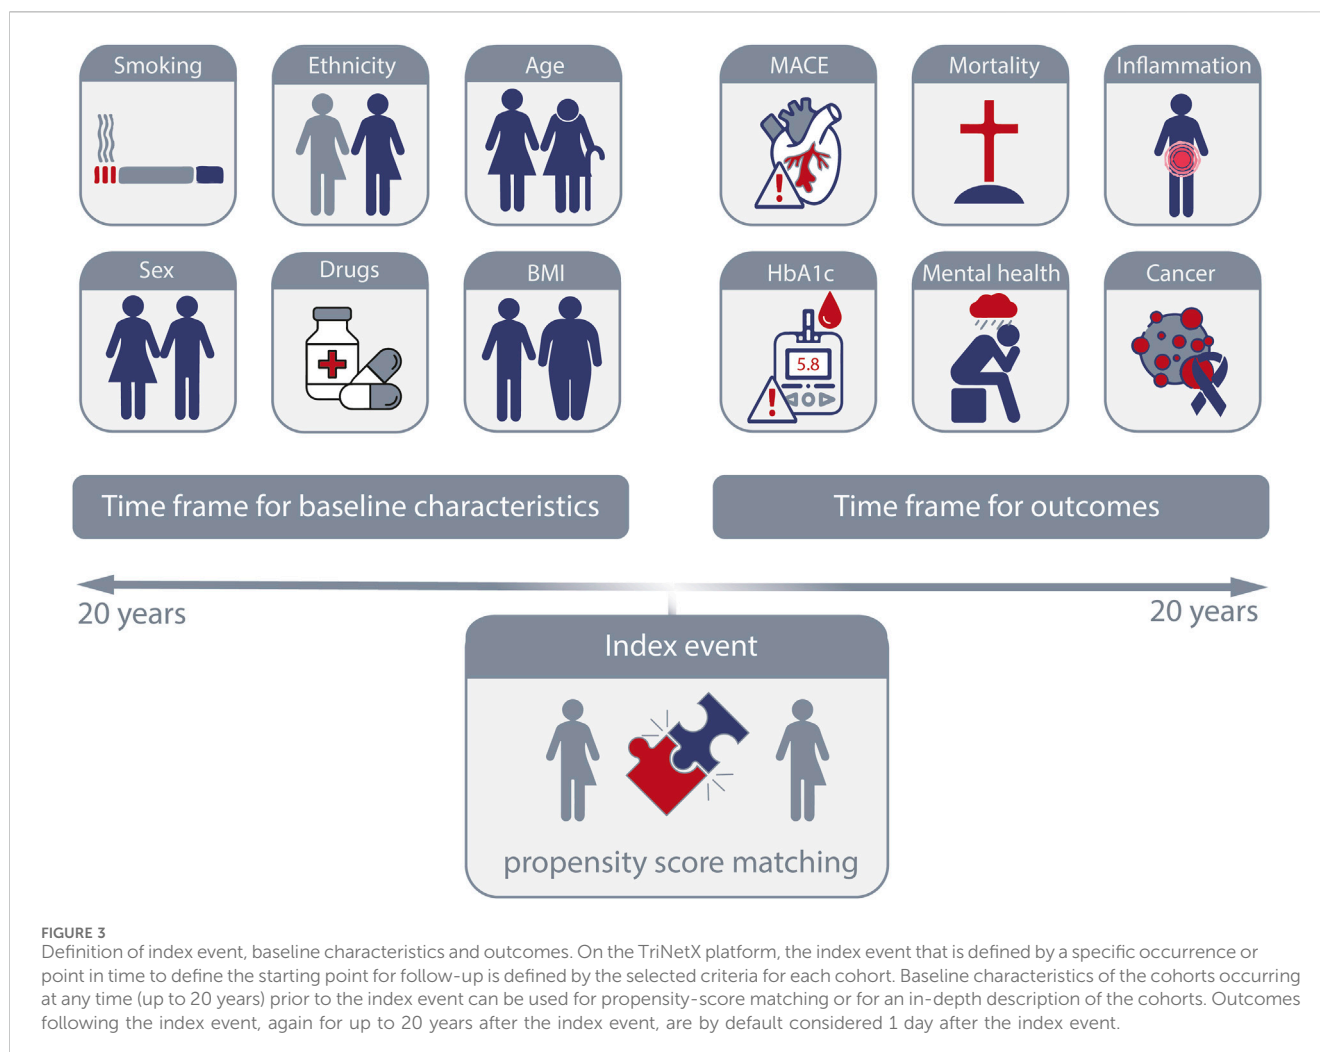 Smoking
Ethnicity
Age
MACE
Mortality
Inflammation
Sex
Drugs
BMI
HbA1c
5.8
Mental health
Cancer
Time frame for baseline characteristics
Time frame for outcomes
20 years
20 years
Index event
propensity score matching
FIGURE 3
Definition of index event, baseline characteristics and outcomes. On the TriNetX platform, the index event that is defined by a specific occurrence or
point in time to define the starting point for follow-up is defined by the selected criteria for each cohort. Baseline characteristics of the cohorts occurring
at any time (up to 20 years) prior to the index event can be used for propensity-score matching or for an in-depth description of the cohorts. Outcomes
following the index event, again for up to 20 years after the index event, are by default considered 1 day after the index event.